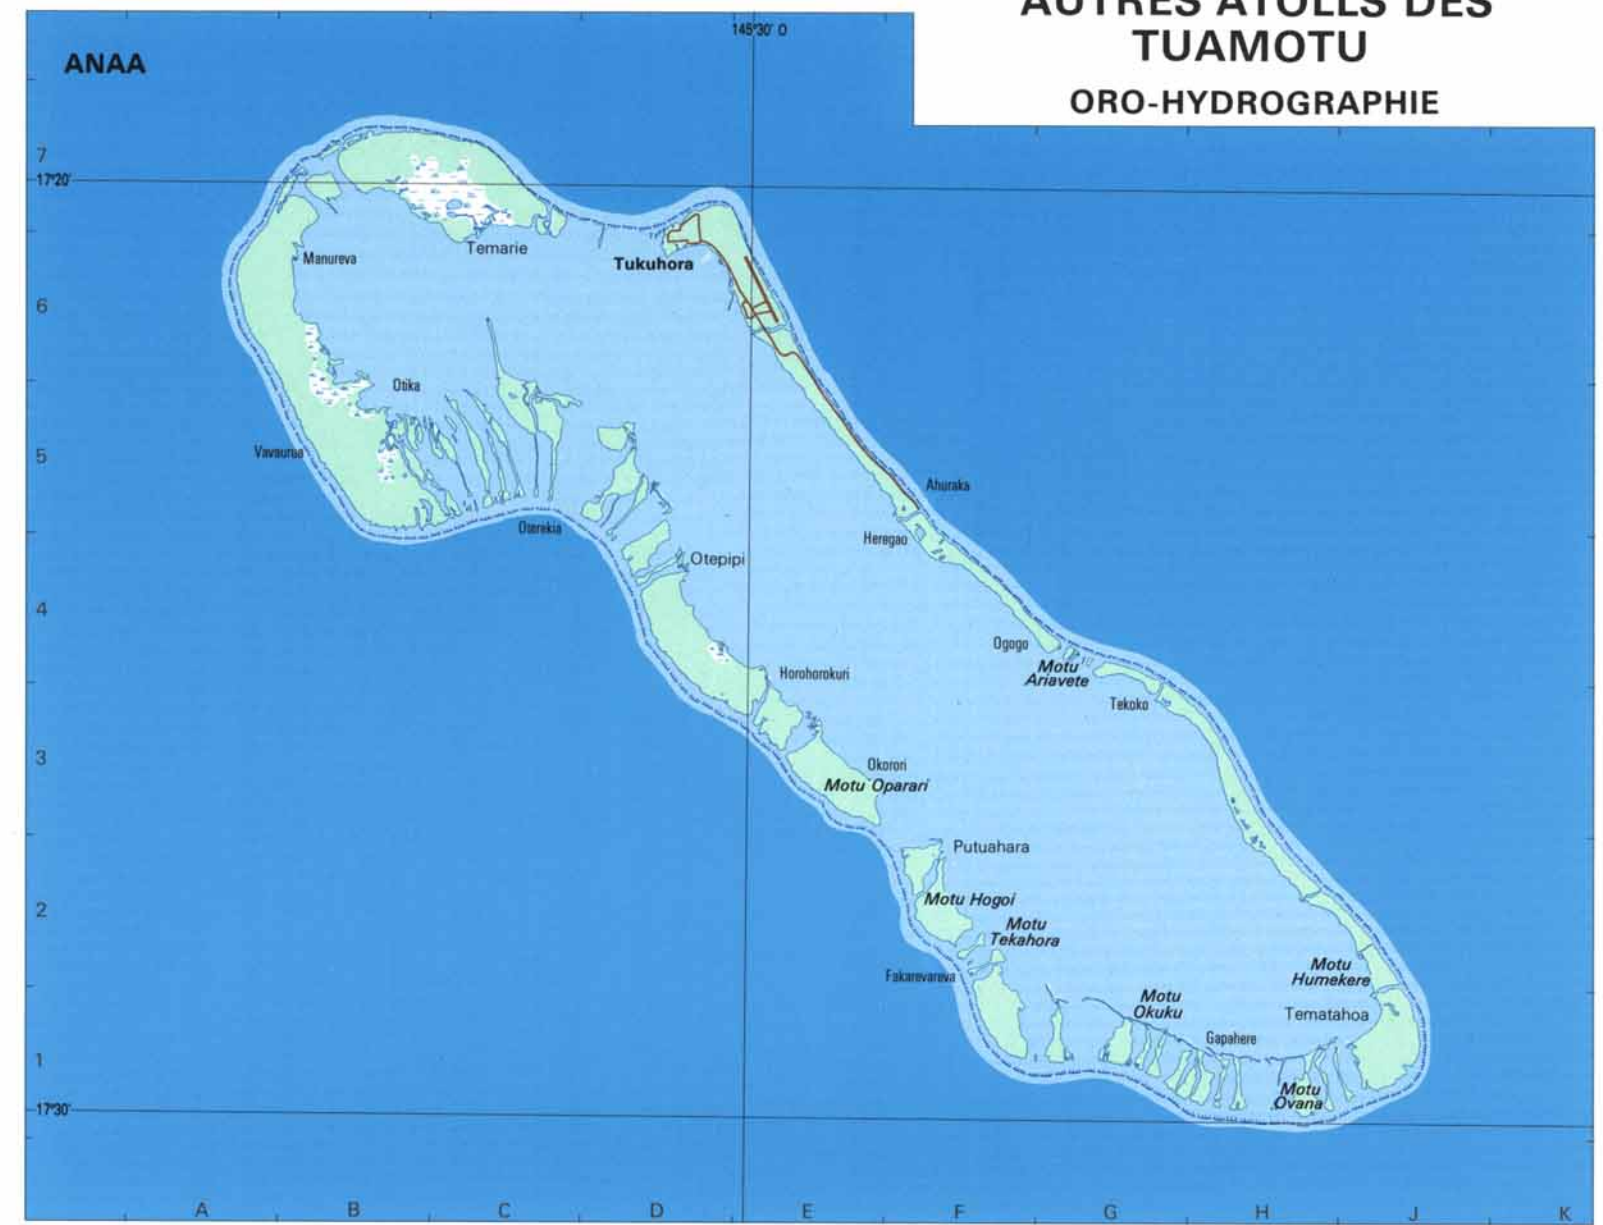 AUTRES ATOLLS DES
TUAMOTU
ORO-HYDROGRAPHIE
145°30' O
ANAA
7
17°20'
Manureva
Temarie
Tukuhora
6
Otika
Vavauroa
5
Ahuraka
Oterekia
Heregao
Otepipi
4
Ogogo
Motu
Ariavete
Horohorokuri
Tekoko
3
Okorori
Motu Oparari
Putuahara
2
Motu Hogoi
Motu
Tekahora
Motu
Humekere
Fakarevareva
Motu
Okuku
Tematahoa
Gapahere
1
Motu
Ovana
17°30'
A B C D E F G H J K